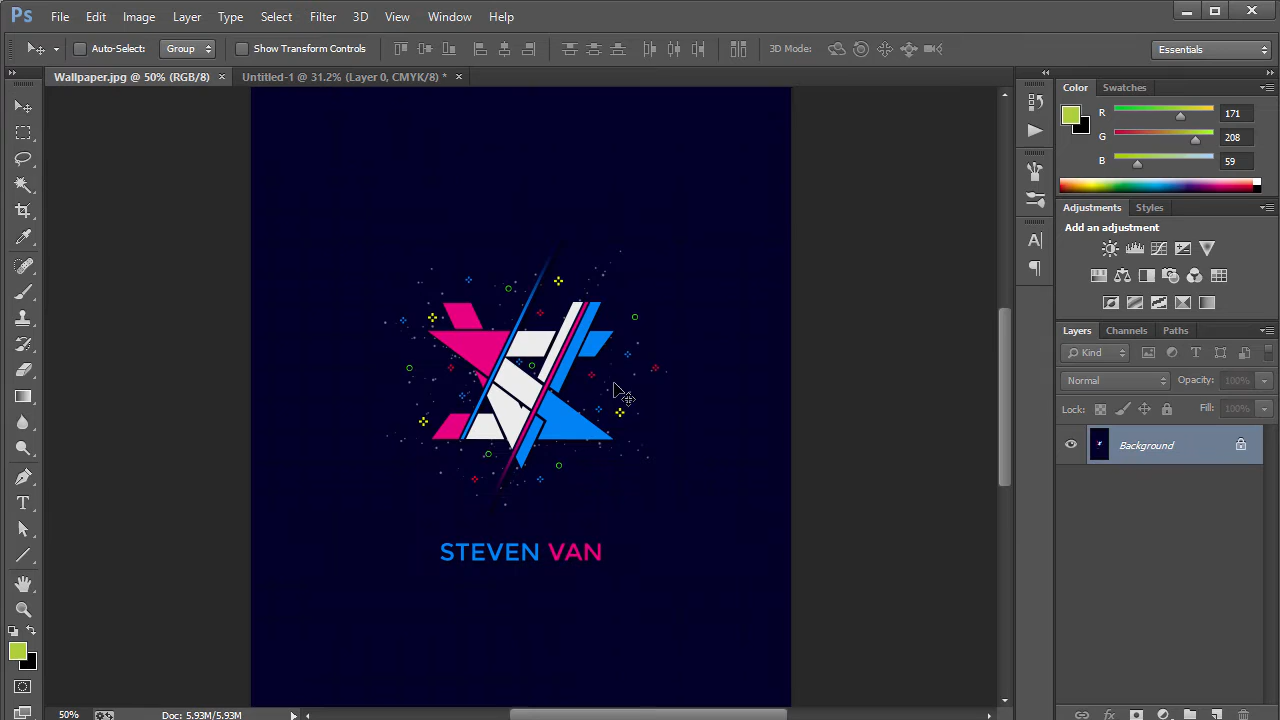 Ps File Edit Image Layer Type Select Filter 3D View Window Help
Auto-Select: Group Show Transform Controls 3D Mode: Essentials
Wallpaper.jpg @ 50% (RGB/8) × Untitled-1 @ 31.2% (Layer 0, CMYK/8) * ×
Color Swatches
R 171
G 208
B 59
Adjustments Styles
Add an adjustment
Layers Channels Paths
Kind
Normal Opacity: 100%
Lock: Fill: 100%
Background
STEVEN VAN
50% Doc: 5.93M/5.93M